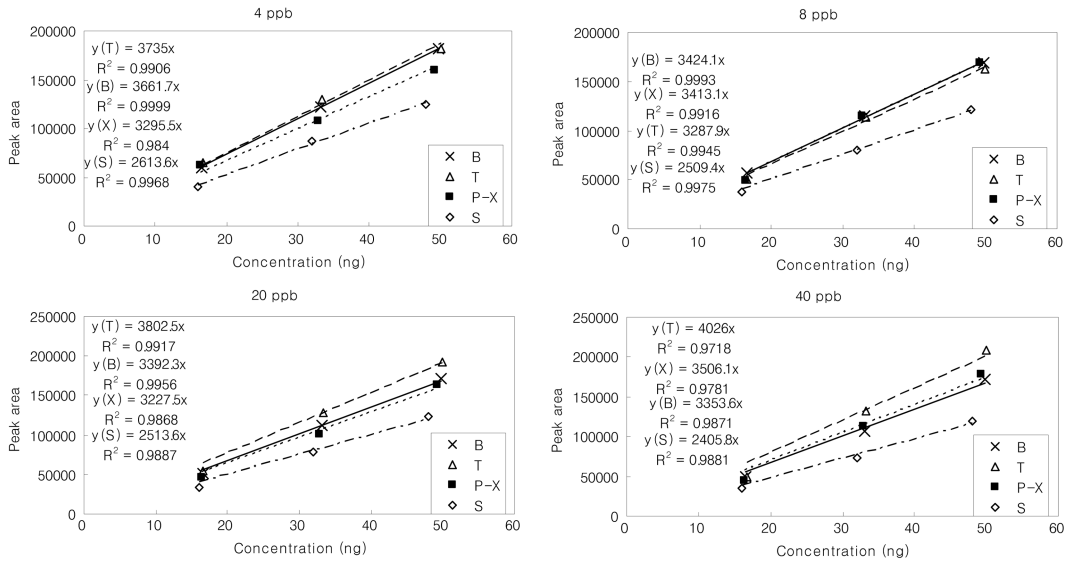 4 ppb
200000
150000
100000
50000
0
Peak area
y(T) = 3735x
R² = 0.9906
y(B) = 3661.7x
R² = 0.9999
y(X) = 3295.5x
R² = 0.984
y(S) = 2613.6x
R² = 0.9968
B
T
P-X
S
0 10 20 30 40 50 60
Concentration (ng)
8 ppb
200000
150000
100000
50000
0
Peak area
y(B) = 3424.1x
R² = 0.9993
y(X) = 3413.1x
R² = 0.9916
y(T) = 3287.9x
R² = 0.9945
y(S) = 2509.4x
R² = 0.9975
B
T
P-X
S
0 10 20 30 40 50 60
Concentration (ng)
20 ppb
250000
200000
150000
100000
50000
0
Peak area
y(T) = 3802.5x
R² = 0.9917
y(B) = 3392.3x
R² = 0.9956
y(X) = 3227.5x
R² = 0.9868
y(S) = 2513.6x
R² = 0.9887
B
T
P-X
S
0 10 20 30 40 50 60
Concentration (ng)
40 ppb
250000
200000
150000
100000
50000
0
Peak area
y(T) = 4026x
R² = 0.9718
y(X) = 3506.1x
R² = 0.9781
y(B) = 3353.6x
R² = 0.9871
y(S) = 2405.8x
R² = 0.9881
B
T
P-X
S
0 10 20 30 40 50 60
Concentration (ng)